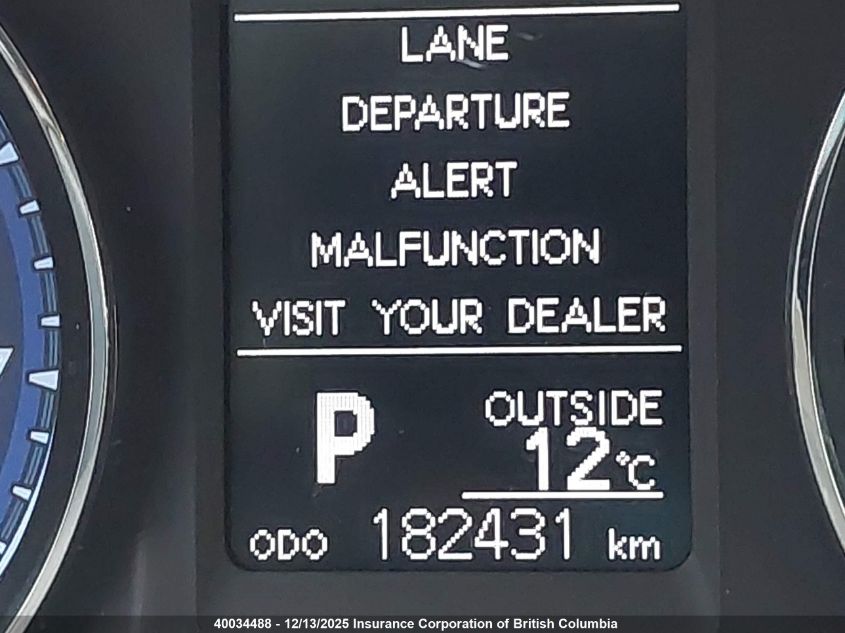 LANE
DEPARTURE
ALERT
MALFUNCTION
VISIT YOUR DEALER
P
OUTSIDE
12°C
ODO 182431 km
40034488 - 12/13/2025 Insurance Corporation of British Columbia